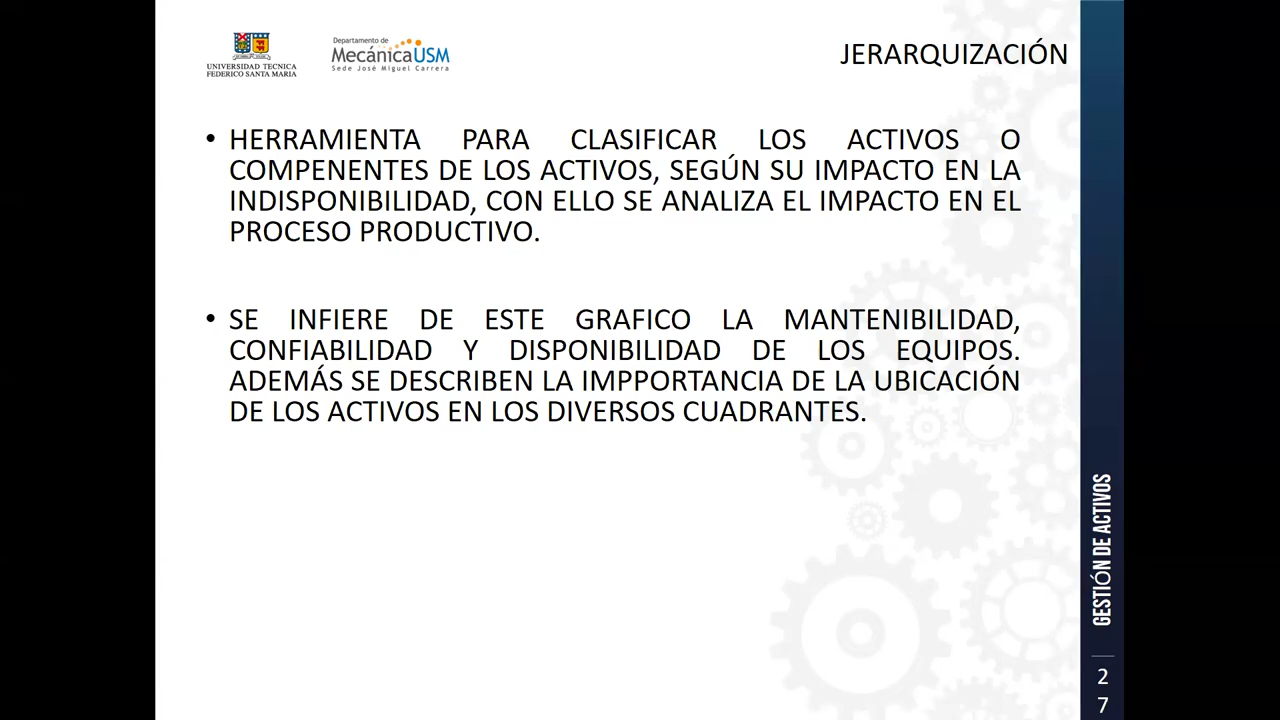 UNIVERSIDAD TECNICA
FEDERICO SANTA MARIA
Departamento de
MecánicaUSM
Sede José Miguel Carrera
JERARQUIZACIÓN
• HERRAMIENTA PARA CLASIFICAR LOS ACTIVOS O
COMPENENTES DE LOS ACTIVOS, SEGÚN SU IMPACTO EN LA
INDISPONIBILIDAD, CON ELLO SE ANALIZA EL IMPACTO EN EL
PROCESO PRODUCTIVO.
• SE INFIERE DE ESTE GRAFICO LA MANTENIBILIDAD,
CONFIABILIDAD Y DISPONIBILIDAD DE LOS EQUIPOS.
ADEMÁS SE DESCRIBEN LA IMPPORTANCIA DE LA UBICACIÓN
DE LOS ACTIVOS EN LOS DIVERSOS CUADRANTES.
GESTIÓN DE ACTIVOS
2
7